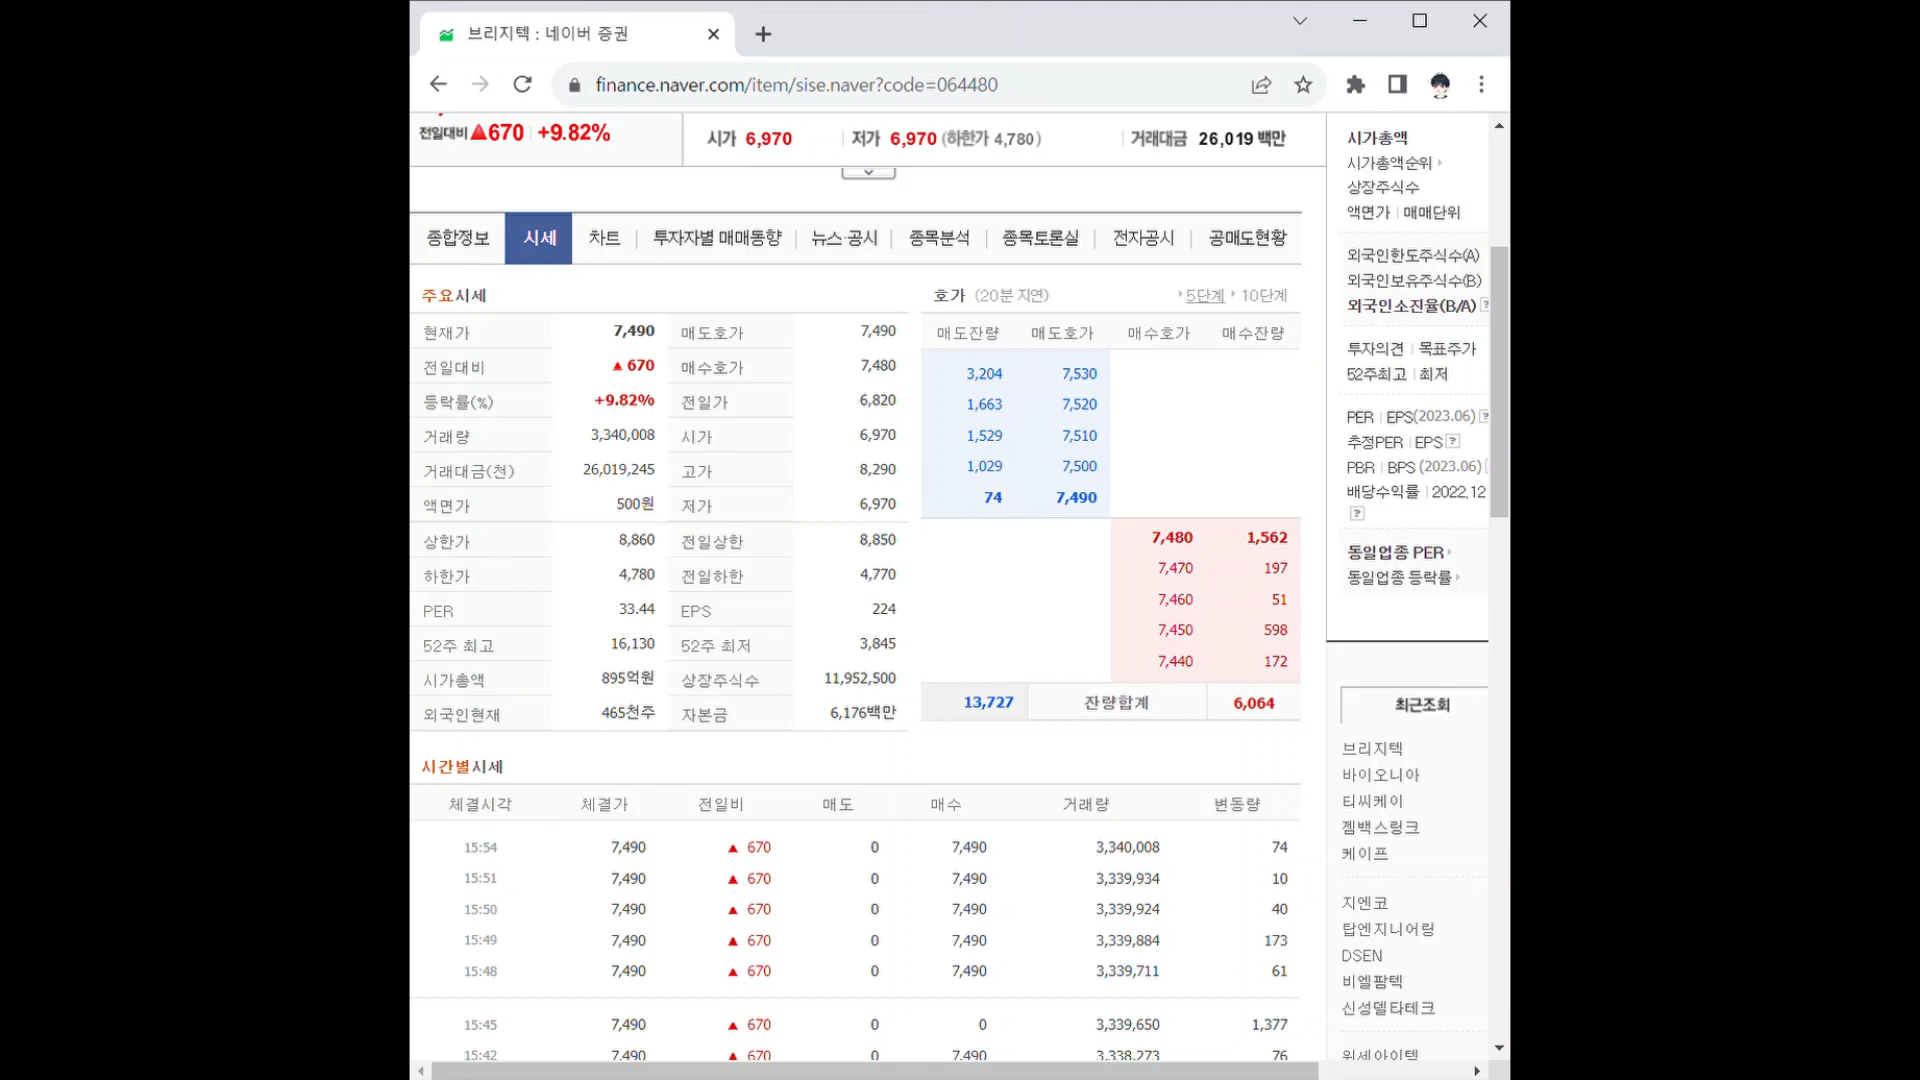 브리지텍 : 네이버 증권
finance.naver.com/item/sise.naver?code=064480
전일대비 ▲670 +9.82%
시가 6,970 저가 6,970 (하한가 4,780) 거래대금 26,019 백만
종합정보 시세 차트 투자자별 매매동향 뉴스·공시 종목분석 종목토론실 전자공시 공매도현황
주요시세
현재가 7,490 매도호가 7,490
전일대비 ▲670 매수호가 7,480
등락률(%) +9.82% 전일가 6,820
거래량 3,340,008 시가 6,970
거래대금(천) 26,019,245 고가 8,290
액면가 500원 저가 6,970
상한가 8,860 전일상한 8,850
하한가 4,780 전일하한 4,770
PER 33.44 EPS 224
52주 최고 16,130 52주 최저 3,845
시가총액 895억원 상장주식수 11,952,500
외국인현재 465천주 자본금 6,176백만
호가 (20분 지연) 5단계 10단계
매도잔량 매도호가 매수호가 매수잔량
3,204 7,530
1,663 7,520
1,529 7,510
1,029 7,500
74 7,490
7,480 1,562
7,470 197
7,460 51
7,450 598
7,440 172
13,727 잔량합계 6,064
시간별시세
체결시각 체결가 전일비 매도 매수 거래량 변동량
15:54 7,490 ▲ 670 0 7,490 3,340,008 74
15:51 7,490 ▲ 670 0 7,490 3,339,934 10
15:50 7,490 ▲ 670 0 7,490 3,339,924 40
15:49 7,490 ▲ 670 0 7,490 3,339,884 173
15:48 7,490 ▲ 670 0 7,490 3,339,711 61
15:45 7,490 ▲ 670 0 0 3,339,650 1,377
15:42 7,490 ▲ 670 0 7,490 3,338,273 76
시가총액
시가총액순위
상장주식수
액면가 | 매매단위
외국인한도주식수(A)
외국인보유주식수(B)
외국인소진율(B/A) ?
투자의견 | 목표주가
52주최고 | 최저
PER | EPS(2023.06) ?
추정PER | EPS ?
PBR | BPS (2023.06)
배당수익률 | 2022.12
?
동일업종 PER
동일업종 등락률
최근조회
브리지텍
바이오니아
티씨케이
젬백스링크
케이프
지엔코
탑엔지니어링
DSEN
비엘팜텍
신성델타테크
위세아이텍